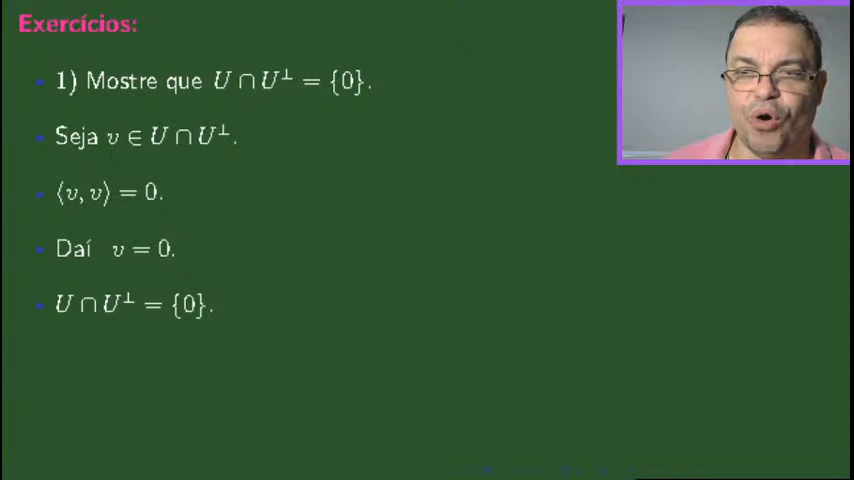 Exercícios:
1) Mostre que U ∩ U⊥ = {0}.
Seja v ∈ U ∩ U⊥.
⟨v, v⟩ = 0.
Daí v = 0.
U ∩ U⊥ = {0}.